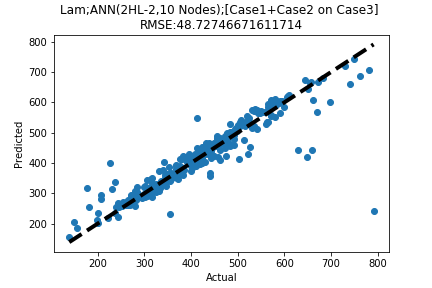 Lam;ANN(2HL-2,10 Nodes);[Case1+Case2 on Case3]
RMSE:48.72746671611714
800
700
600
500
400
300
200
Predicted
200 300 400 500 600 700 800
Actual